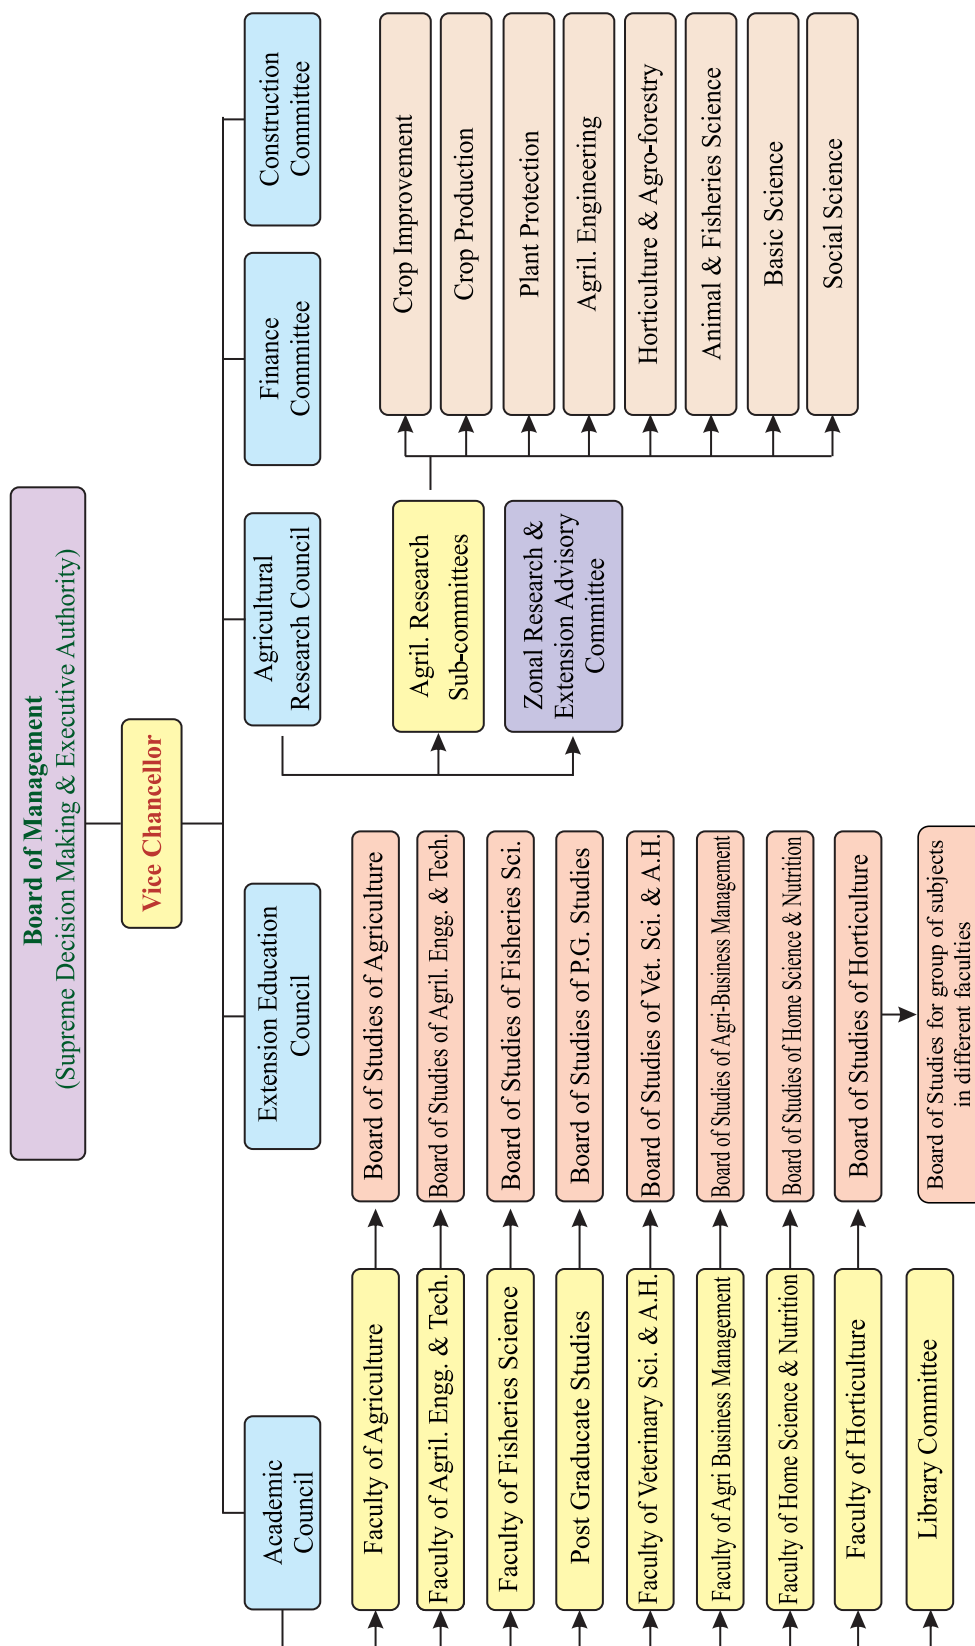 Board of Management
(Supreme Decision Making & Executive Authority)
Vice Chancellor
Academic
Council
Extension Education
Council
Agricultural
Research Council
Finance
Committee
Construction
Committee
Faculty of Agriculture
Faculty of Agril. Engg. & Tech.
Faculty of Fisheries Science
Post Graducate Studies
Faculty of Veterinary Sci. & A.H.
Faculty of Agri Business Management
Faculty of Home Science & Nutrition
Faculty of Horticulture
Library Committee
Board of Studies of Agriculture
Board of Studies of Agril. Engg. & Tech.
Board of Studies of Fisheries Sci.
Board of Studies of P.G. Studies
Board of Studies of Vet. Sci. & A.H.
Board of Studies of Agri-Business Management
Board of Studies of Home Science & Nutrition
Board of Studies of Horticulture
Board of Studies for group of subjects
in different faculties
Agril. Research
Sub-committees
Zonal Research &
Extension Advisory
Committee
Crop Improvement
Crop Production
Plant Protection
Agril. Engineering
Horticulture & Agro-forestry
Animal & Fisheries Science
Basic Science
Social Science